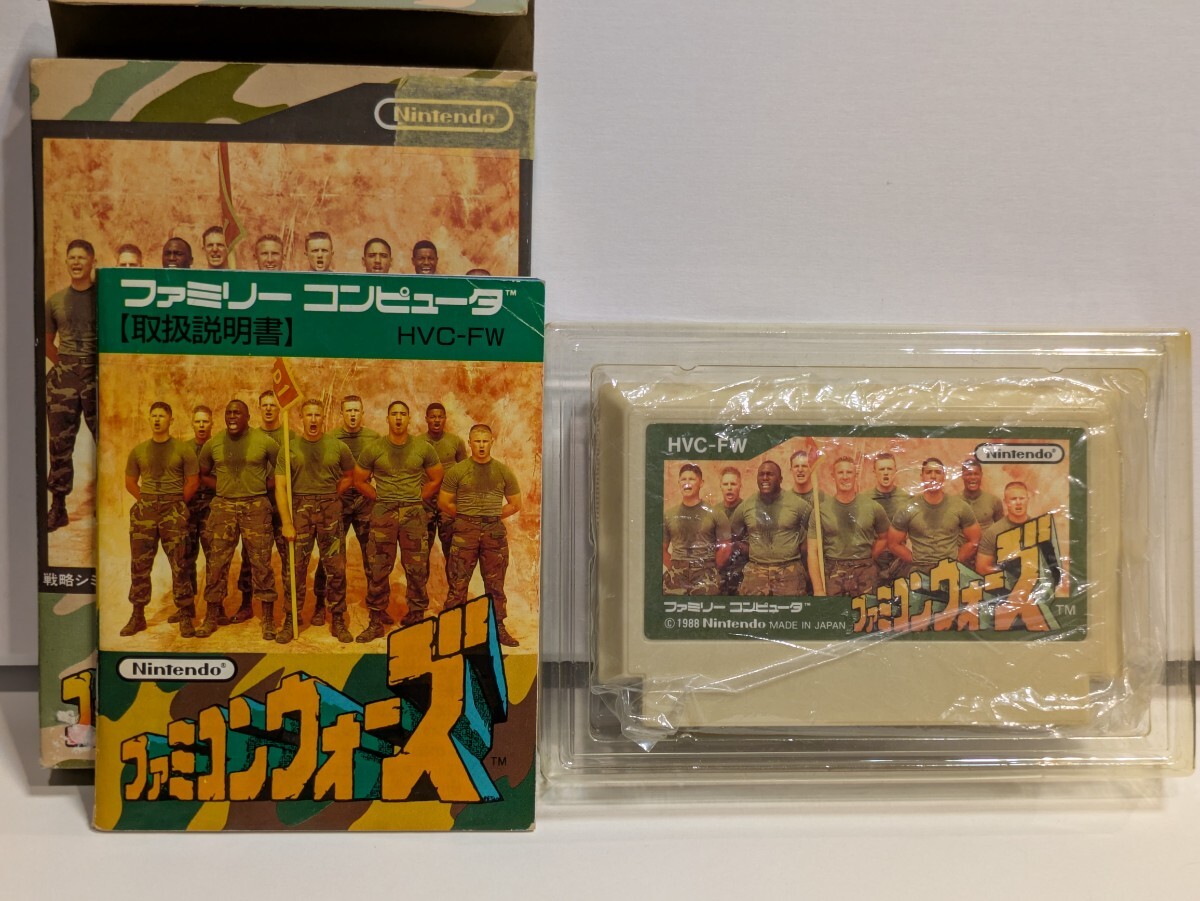 Nintendo®
戦略シミ
ファミリー コンピュータ™
【取扱説明書】 HVC-FW
01
Nintendo®
ファミコンウォーズ
TM
HVC-FW
Nintendo®
ファミコンウォーズ
TM
ファミリー コンピュータ™
©1988 Nintendo MADE IN JAPAN